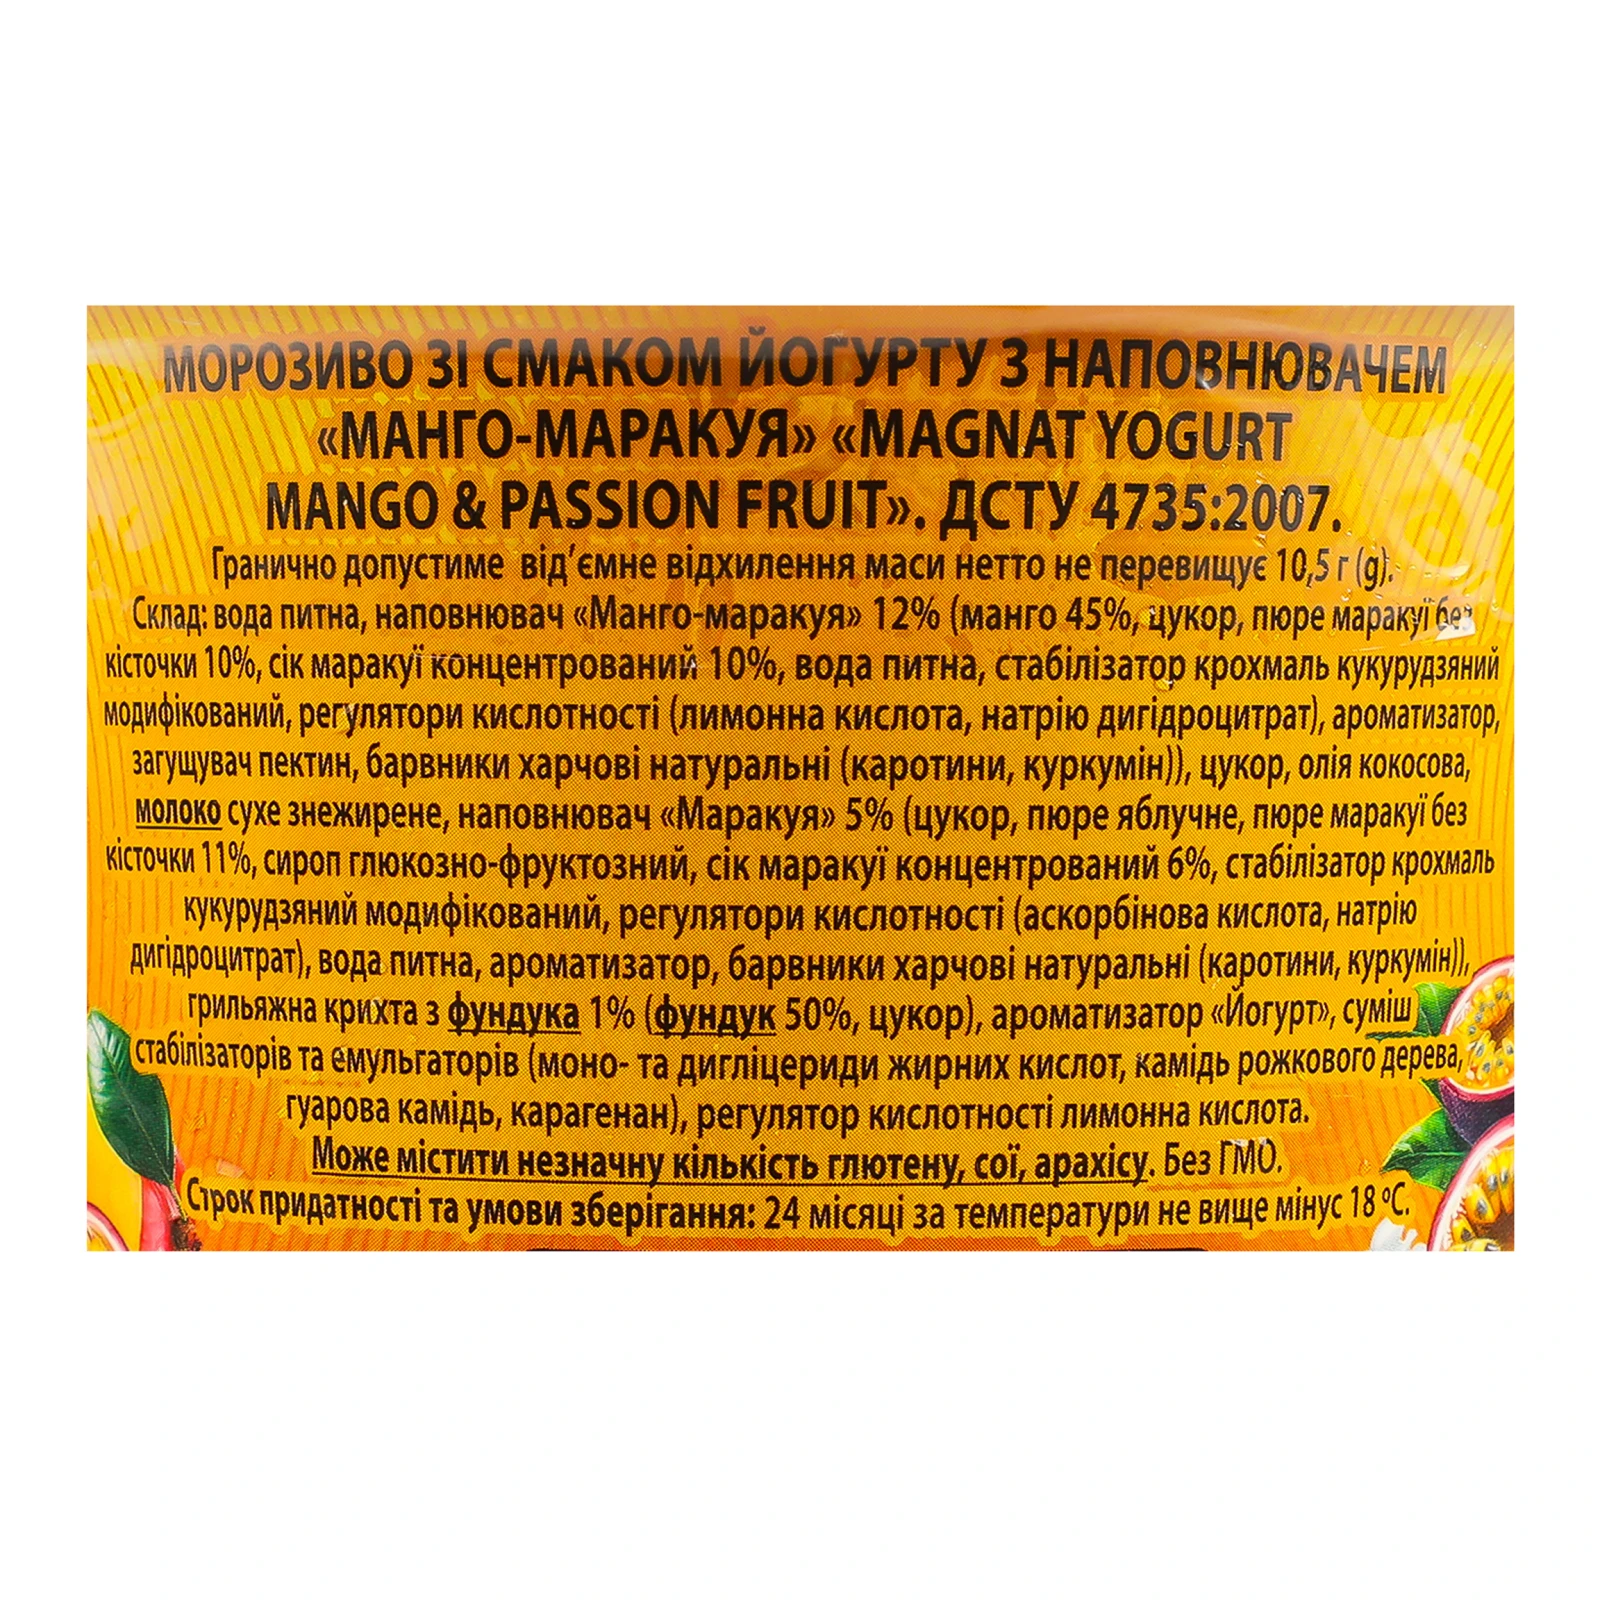 МОРОЗИВО ЗІ СМАКОМ ЙОГУРТУ З НАПОВНЮВАЧЕМ
«МАНГО-МАРАКУЯ» «MAGNAT YOGURT
MANGO & PASSION FRUIT». ДСТУ 4735:2007.
Гранично допустиме від’ємне відхилення маси нетто не перевищує 10,5 г (g).
Склад: вода питна, наповнювач «Манго-маракуя» 12% (манго 45%, цукор, пюре маракуї без
кісточки 10%, сік маракуї концентрований 10%, вода питна, стабілізатор крохмаль кукурудзяний
модифікований, регулятори кислотності (лимонна кислота, натрію дигідроцитрат), ароматизатор,
загущувач пектин, барвники харчові натуральні (каротини, куркумін)), цукор, олія кокосова,
молоко сухе знежирене, наповнювач «Маракуя» 5% (цукор, пюре яблучне, пюре маракуї без
кісточки 11%, сироп глюкозно-фруктозний, сік маракуї концентрований 6%, стабілізатор крохмаль
кукурудзяний модифікований, регулятори кислотності (аскорбінова кислота, натрію
дигідроцитрат), вода питна, ароматизатор, барвники харчові натуральні (каротини, куркумін)),
грильяжна крихта з фундука 1% (фундук 50%, цукор), ароматизатор «Йогурт», суміш
стабілізаторів та емульгаторів (моно- та дигліцериди жирних кислот, камідь рожкового дерева,
гуарова камідь, карагенан), регулятор кислотності лимонна кислота.
Може містити незначну кількість глютену, сої, арахісу. Без ГМО.
Строк придатності та умови зберігання: 24 місяці за температури не вище мінус 18 °С.